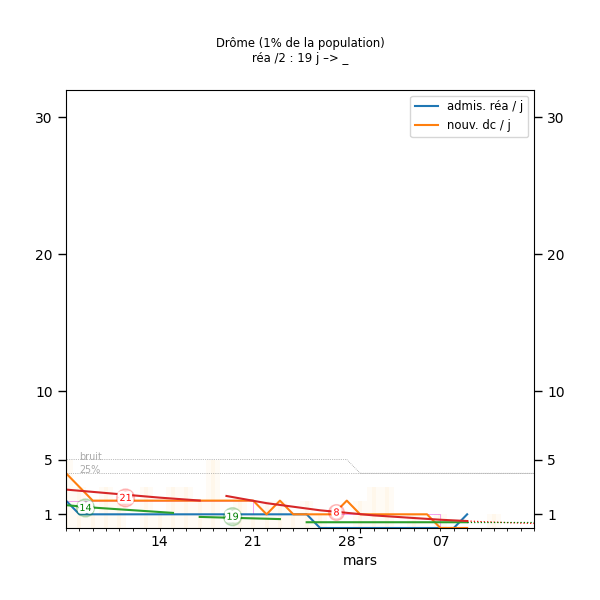 Drôme (1% de la population)
réa /2 : 19 j –> _
admis. réa / j
nouv. dc / j
30 30
20 20
10 10
5 5
1 1
bruit
25%
21
14
19
8
14 21 28 07
mars